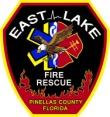 EAST LAKE
FIRE
RESCUE
PINELLAS COUNTY
FLORIDA